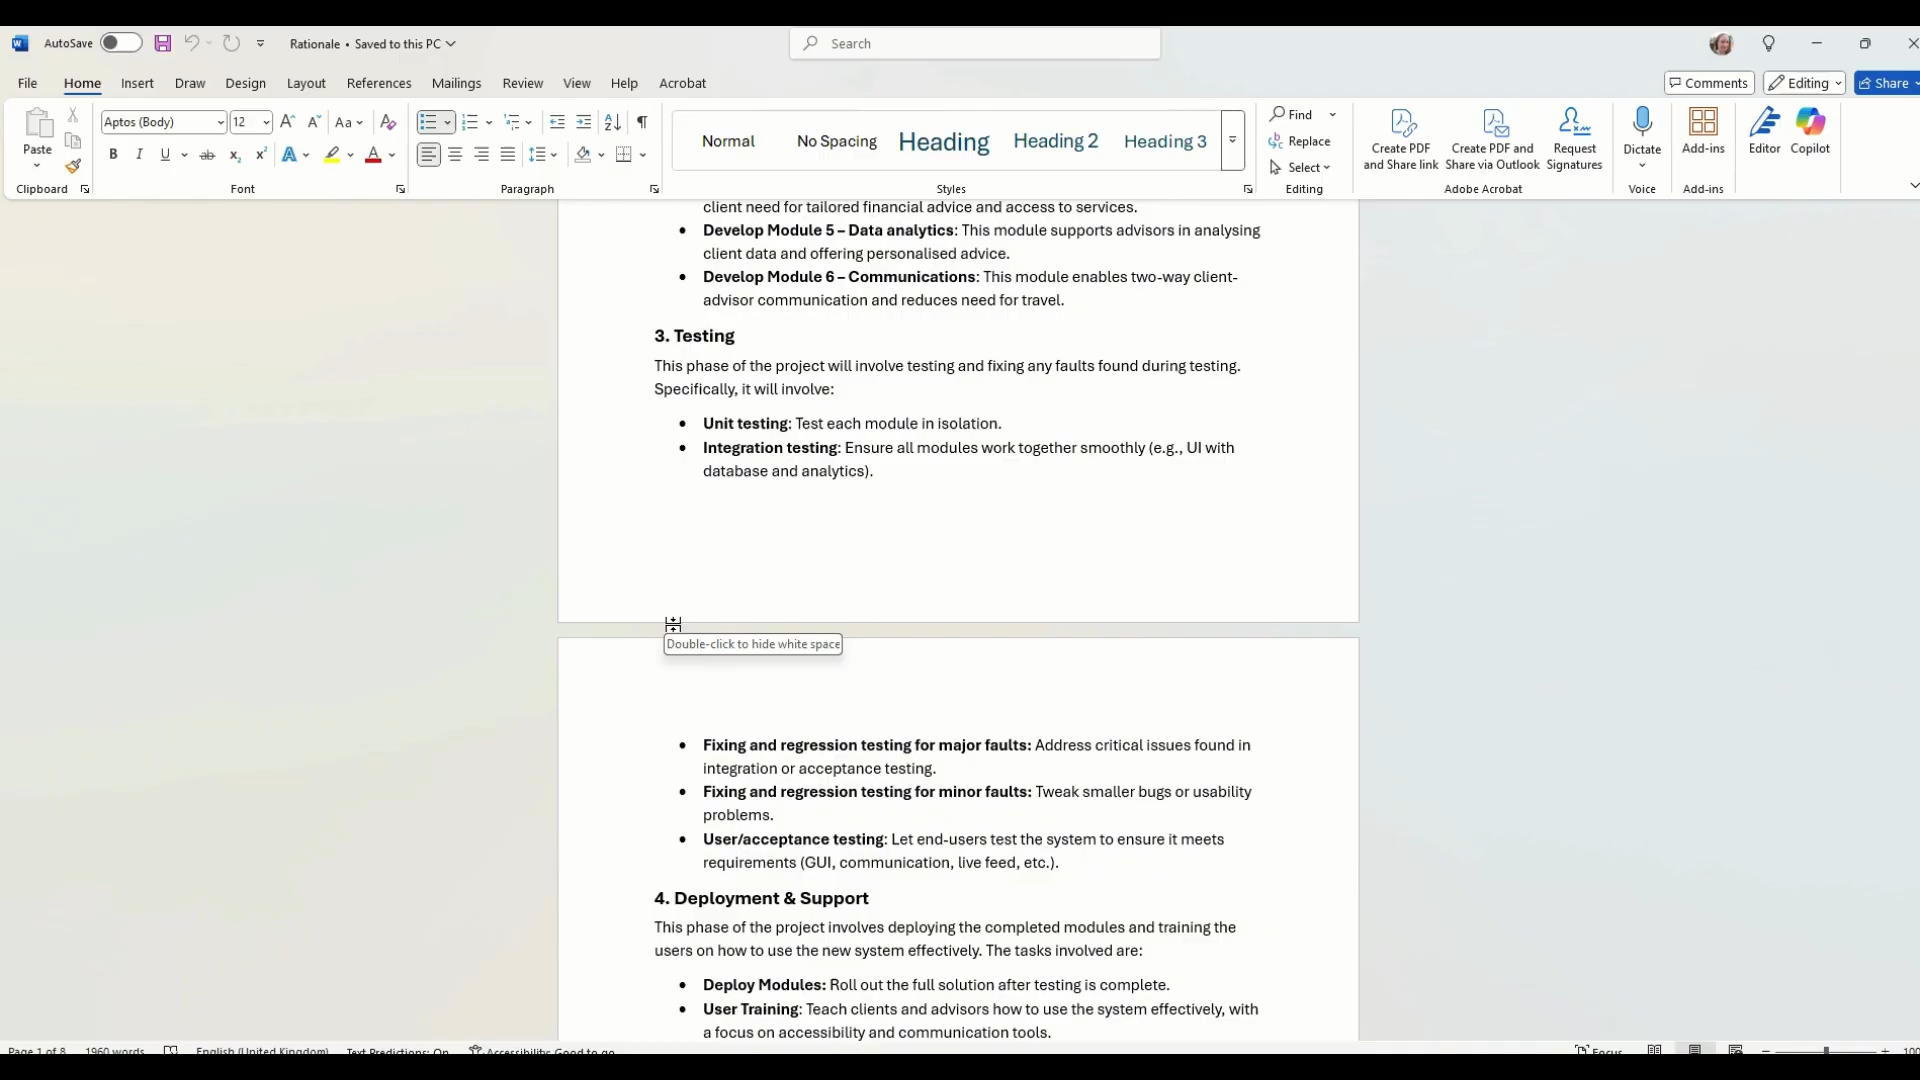 AutoSave
Rationale • Saved to this PC
Search
File Home Insert Draw Design Layout References Mailings Review View Help Acrobat
Comments Editing Share
Paste
Aptos (Body) 12 Aa
Normal No Spacing Heading Heading 2 Heading 3
Find
Replace
Select
Create PDF and Share link
Create PDF and Share via Outlook
Request Signatures
Dictate
Add-ins
Editor
Copilot
Clipboard Font Paragraph Styles Editing Adobe Acrobat Voice Add-ins
client need for tailored financial advice and access to services.
• Develop Module 5 – Data analytics: This module supports advisors in analysing
client data and offering personalised advice.
• Develop Module 6 – Communications: This module enables two-way client-
advisor communication and reduces need for travel.
3. Testing
This phase of the project will involve testing and fixing any faults found during testing.
Specifically, it will involve:
• Unit testing: Test each module in isolation.
• Integration testing: Ensure all modules work together smoothly (e.g., UI with
database and analytics).
Double-click to hide white space
• Fixing and regression testing for major faults: Address critical issues found in
integration or acceptance testing.
• Fixing and regression testing for minor faults: Tweak smaller bugs or usability
problems.
• User/acceptance testing: Let end-users test the system to ensure it meets
requirements (GUI, communication, live feed, etc.).
4. Deployment & Support
This phase of the project involves deploying the completed modules and training the
users on how to use the new system effectively. The tasks involved are:
• Deploy Modules: Roll out the full solution after testing is complete.
• User Training: Teach clients and advisors how to use the system effectively, with
a focus on accessibility and communication tools.
Page 1 of 8 1960 words English (United Kingdom) Text Predictions: On Accessibility: Good to go Focus 100